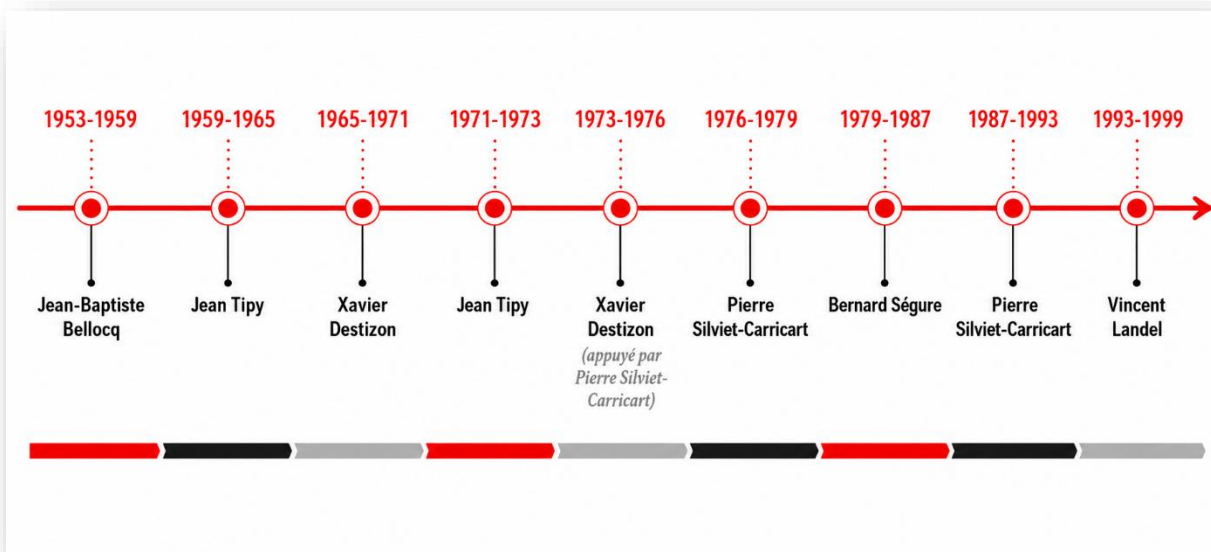 1953-1959
1959-1965
1965-1971
1971-1973
1973-1976
1976-1979
1979-1987
1987-1993
1993-1999
Jean-Baptiste
Bellocq
Jean Tipy
Xavier
Destizon
Jean Tipy
Xavier
Destizon
(appuyé par
Pierre Silviet-
Carricart)
Pierre
Silviet-Carricart
Bernard Ségure
Pierre
Silviet-Carricart
Vincent
Landel